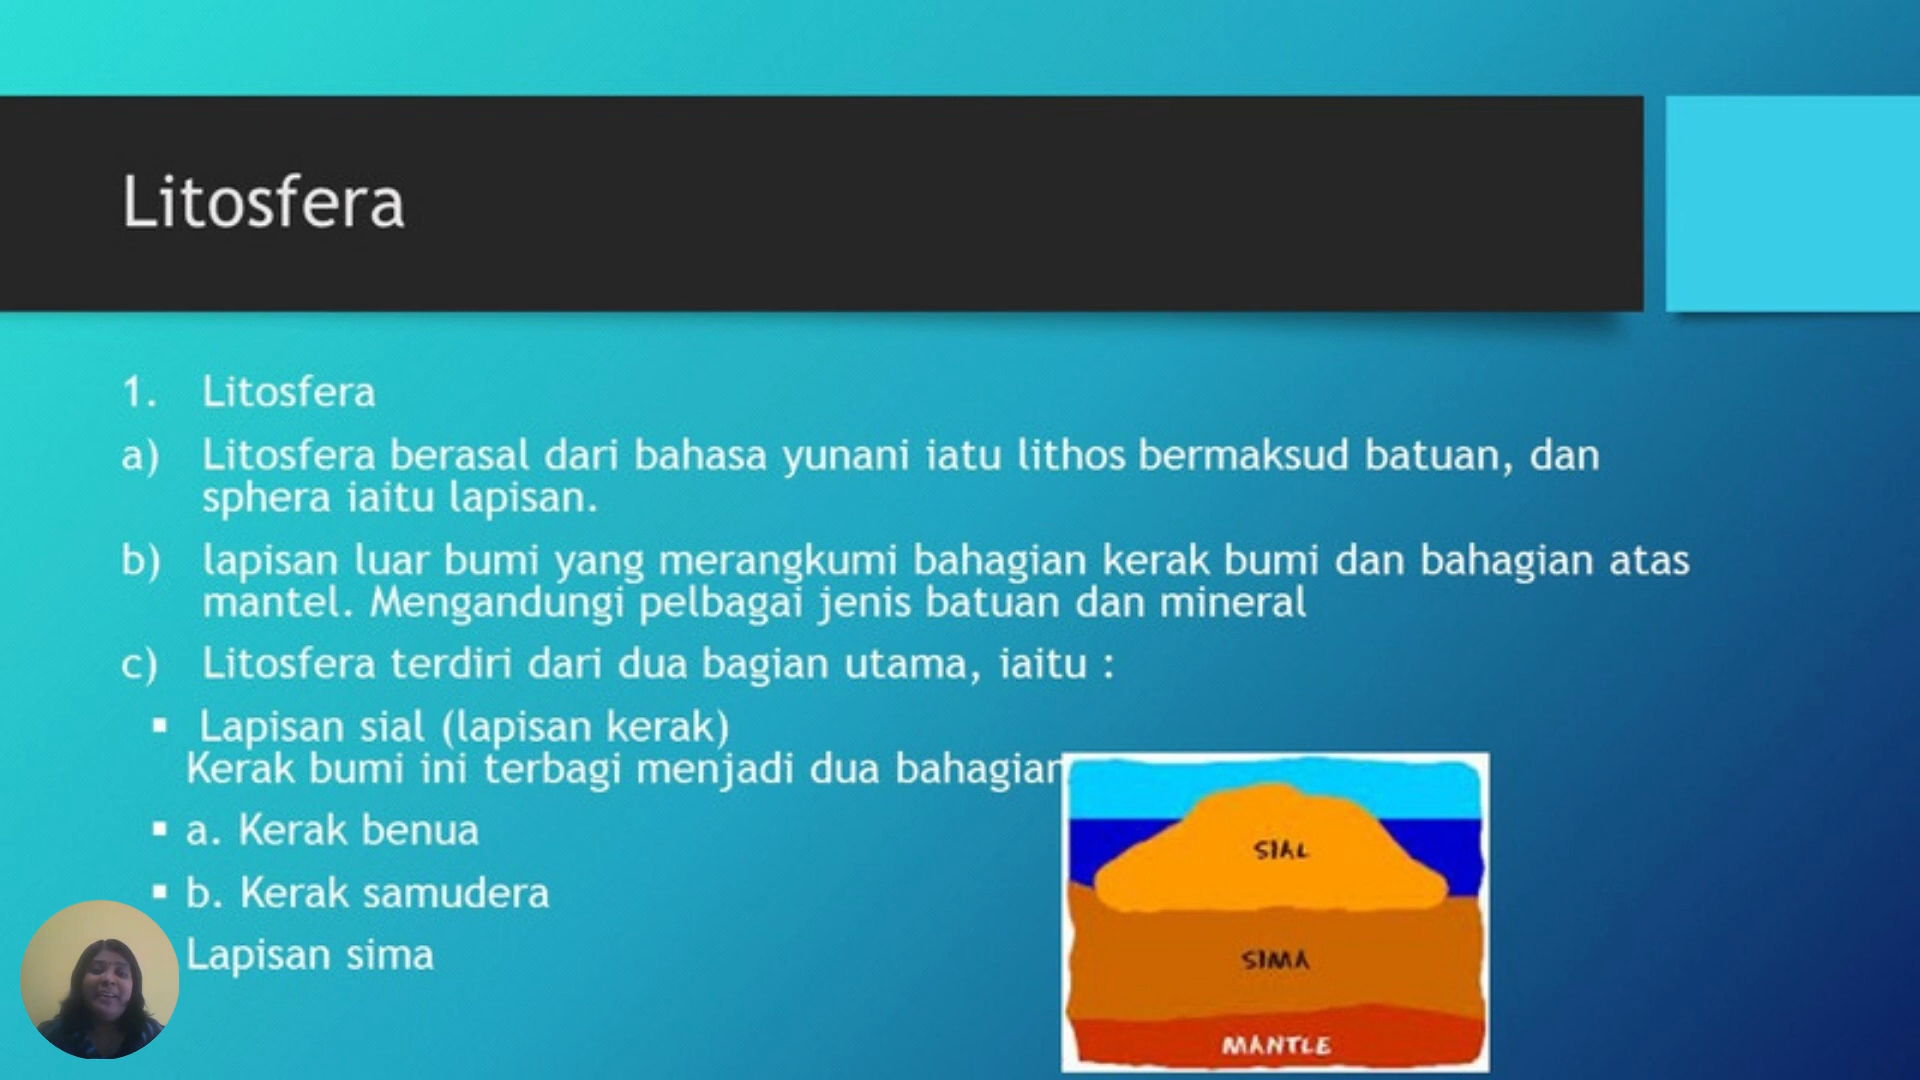 Litosfera
1. Litosfera
a) Litosfera berasal dari bahasa yunani iatu lithos bermaksud batuan, dan
sphera iaitu lapisan.
b) lapisan luar bumi yang merangkumi bahagian kerak bumi dan bahagian atas
mantel. Mengandungi pelbagai jenis batuan dan mineral
c) Litosfera terdiri dari dua bagian utama, iaitu :
▪ Lapisan sial (lapisan kerak)
Kerak bumi ini terbagi menjadi dua bahagian
▪ a. Kerak benua
▪ b. Kerak samudera
Lapisan sima
SIAL
SIMA
MANTLE